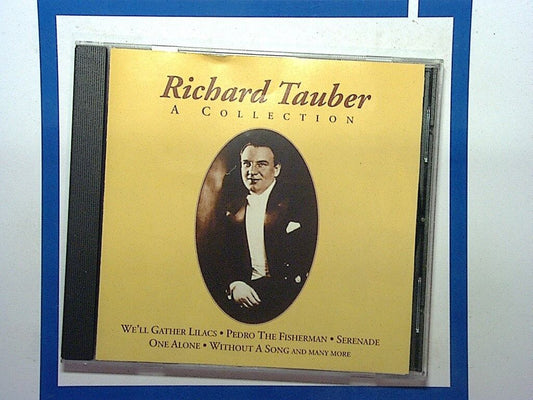 Richard Tauber
A COLLECTION
WE'LL GATHER LILACS • PEDRO THE FISHERMAN • SERENADE
ONE ALONE • WITHOUT A SONG AND MANY MORE